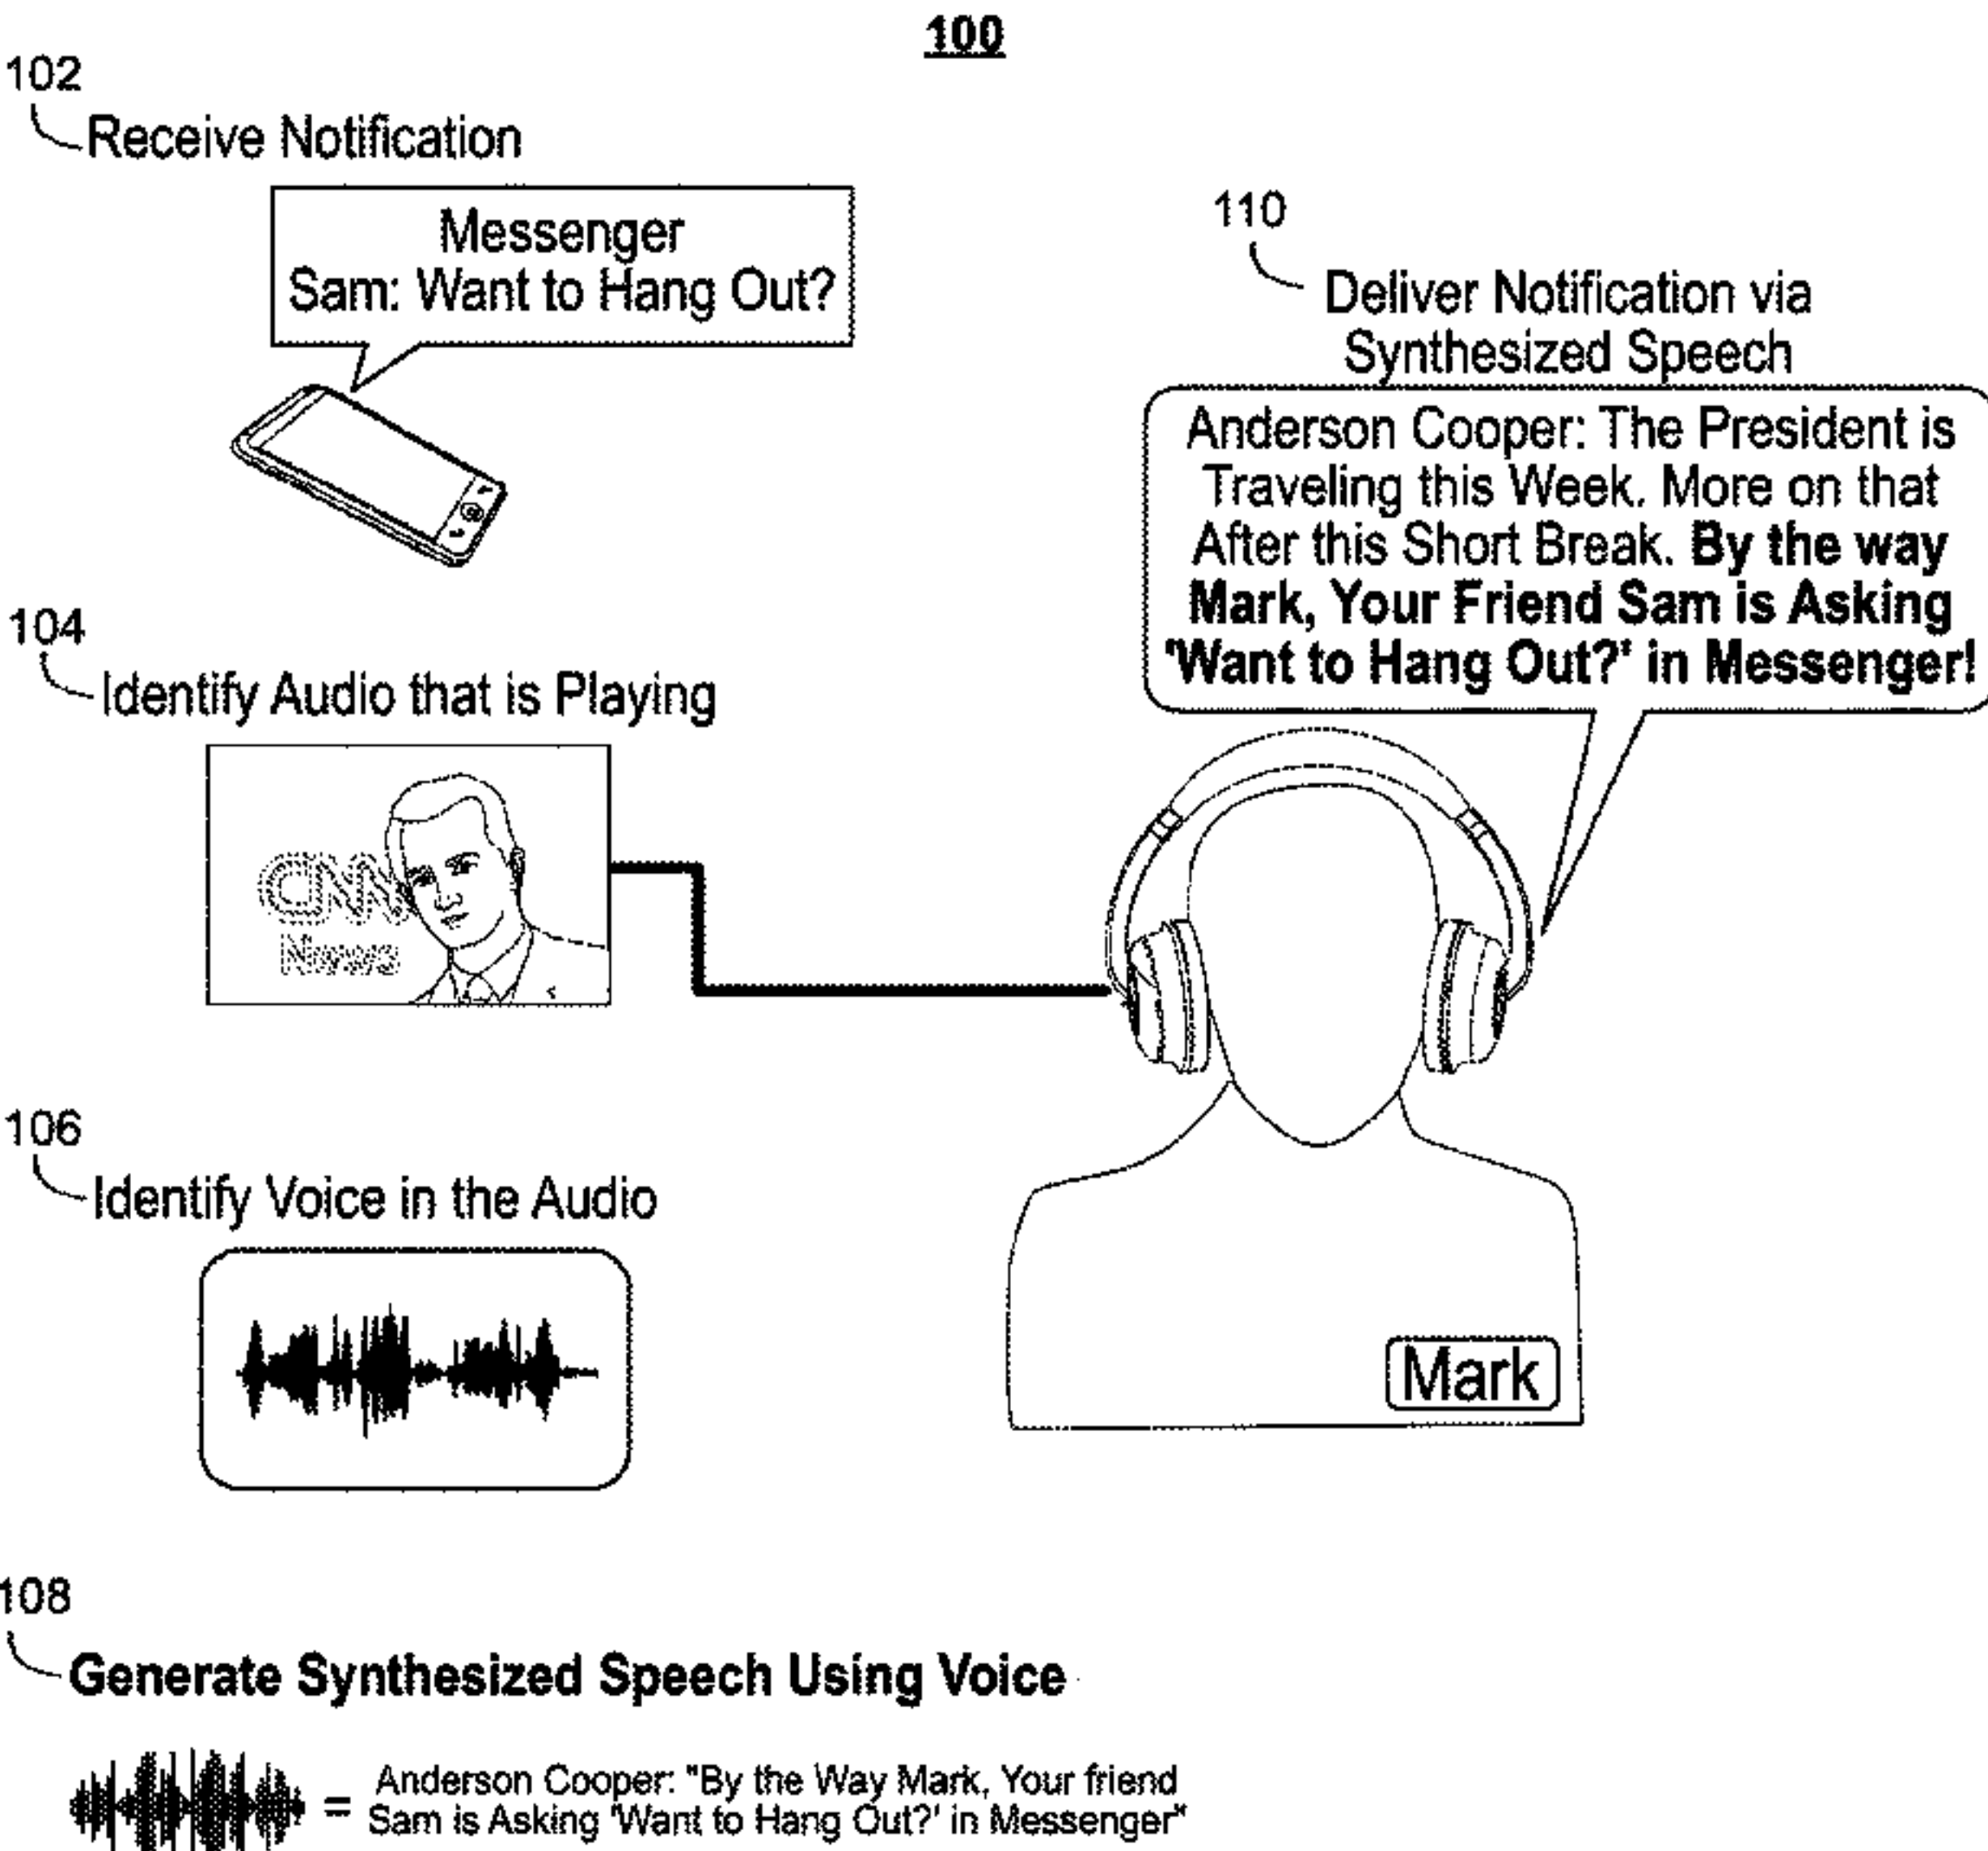 100
102
Receive Notification
Messenger
Sam: Want to Hang Out?
110
Deliver Notification via
Synthesized Speech
Anderson Cooper: The President is
Traveling this Week. More on that
After this Short Break. By the way
Mark, Your Friend Sam is Asking
'Want to Hang Out?' in Messenger!
104
Identify Audio that is Playing
CNN
News
106
Identify Voice in the Audio
Mark
108
Generate Synthesized Speech Using Voice
= Anderson Cooper: "By the Way Mark, Your friend
Sam is Asking 'Want to Hang Out?' in Messenger"